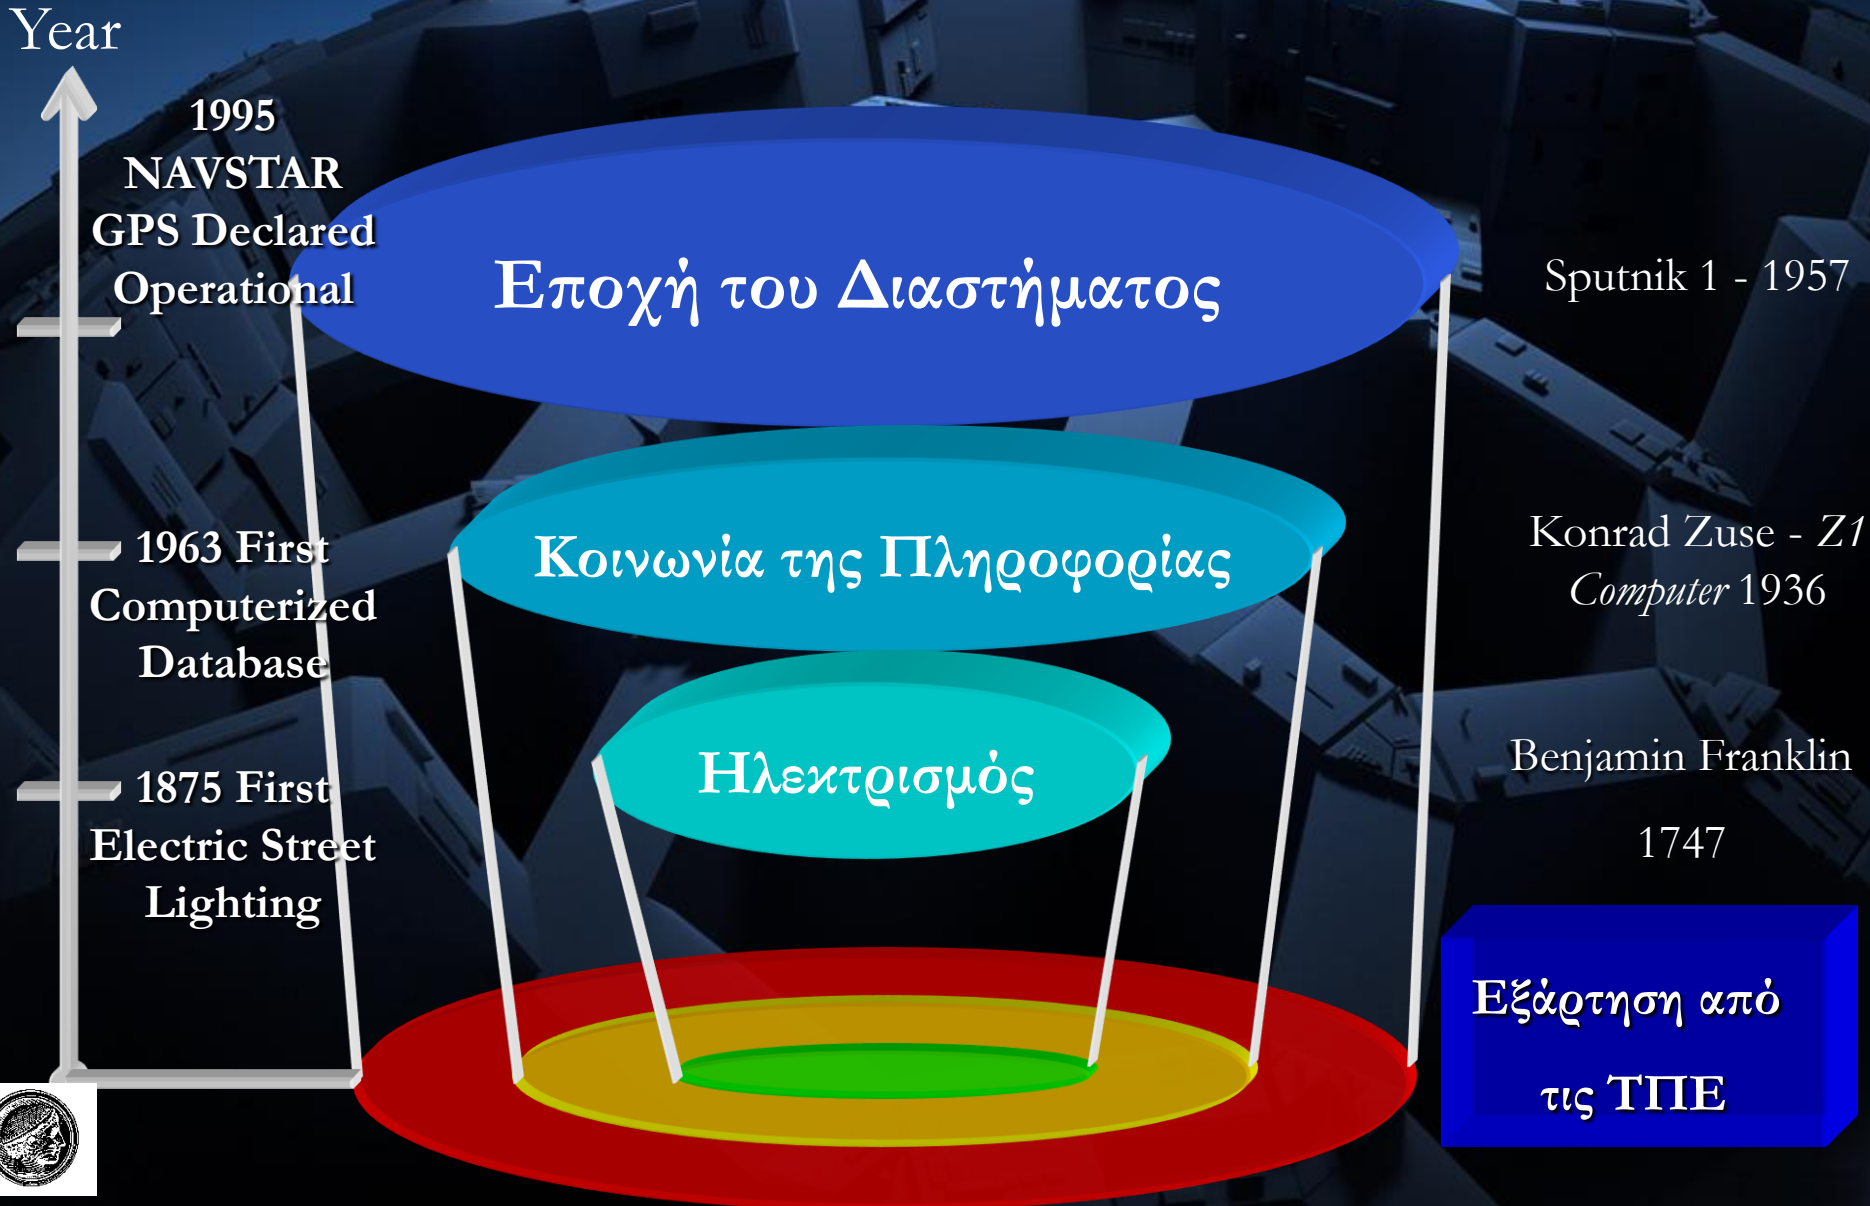 Year
1995
NAVSTAR
GPS Declared
Operational
Εποχή του Διαστήματος
Sputnik 1 - 1957
1963 First
Computerized
Database
Κοινωνία της Πληροφορίας
Konrad Zuse - Z1
Computer 1936
1875 First
Electric Street
Lighting
Ηλεκτρισμός
Benjamin Franklin
1747
Εξάρτηση από
τις ΤΠΕ